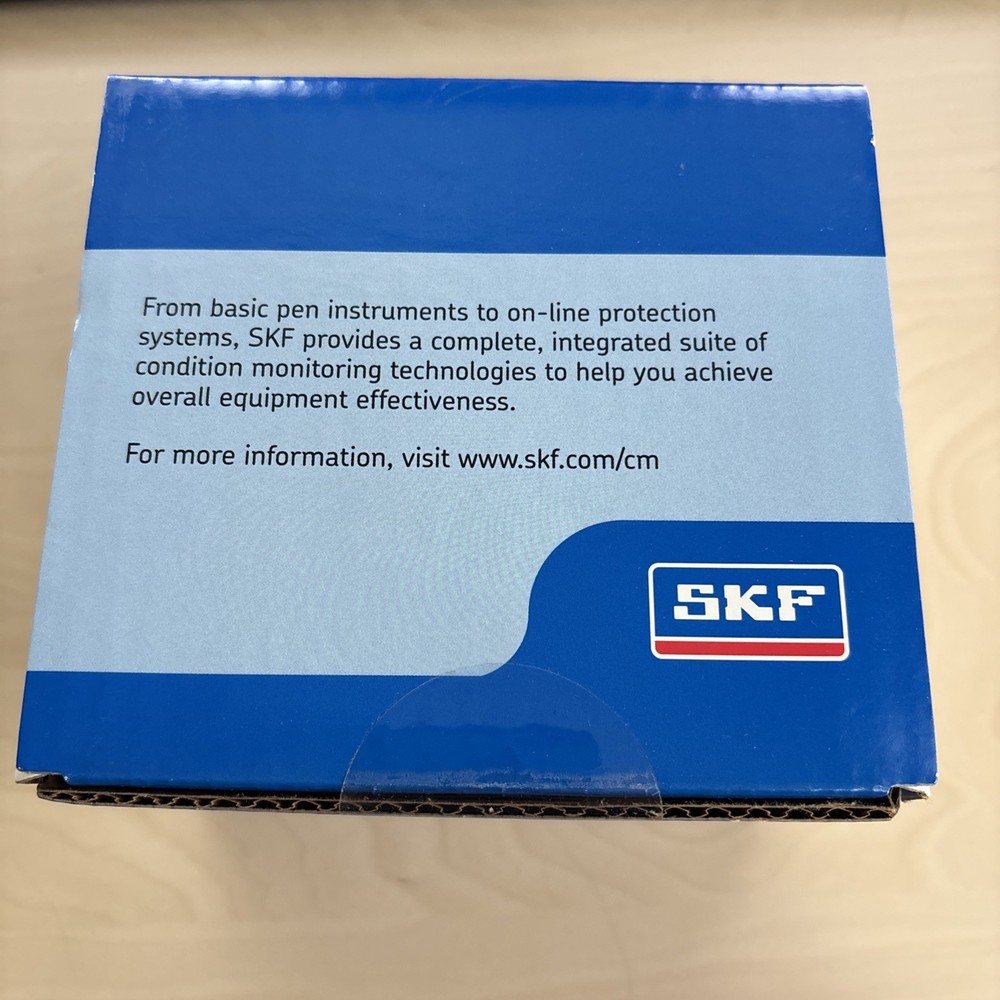 From basic pen instruments to on-line protection
systems, SKF provides a complete, integrated suite of
condition monitoring technologies to help you achieve
overall equipment effectiveness.
For more information, visit www.skf.com/cm
SKF